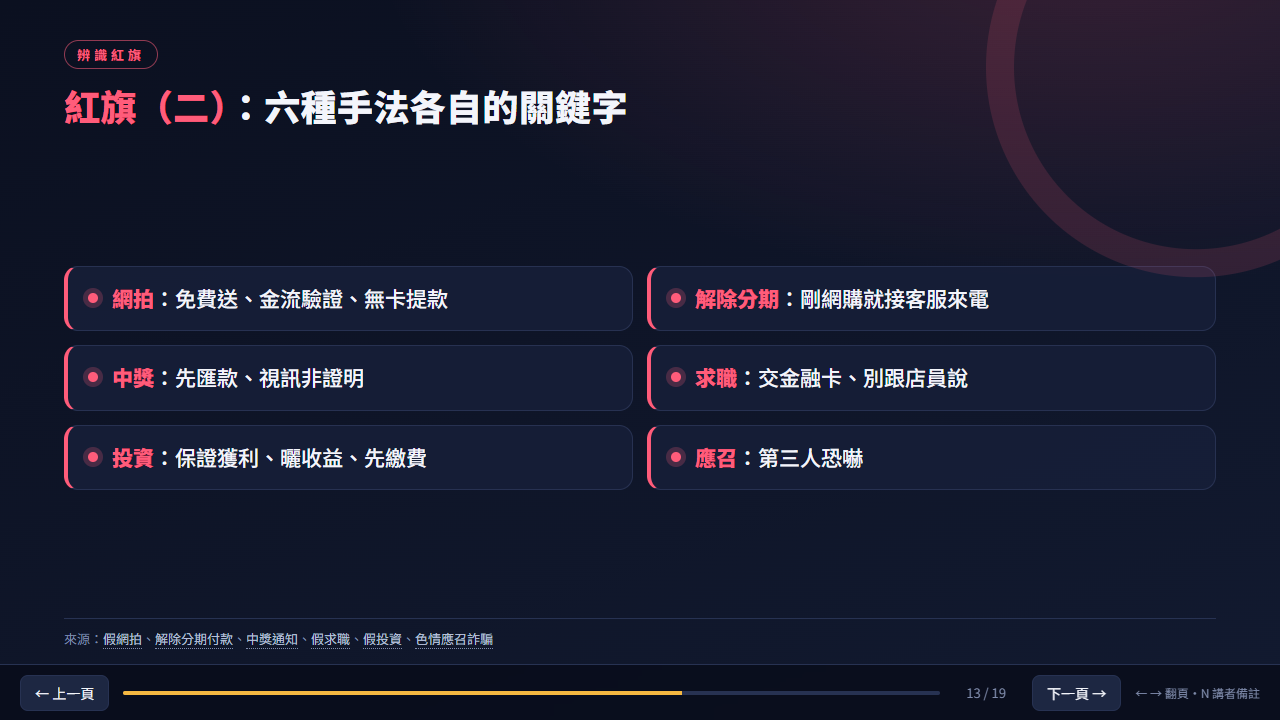 辨識紅旗
紅旗（二）：六種手法各自的關鍵字
網拍：免費送、金流驗證、無卡提款
解除分期：剛網購就接客服來電
中獎：先匯款、視訊非證明
求職：交金融卡、別跟店員說
投資：保證獲利、曬收益、先繳費
應召：第三人恐嚇
來源：假網拍、解除分期付款、中獎通知、假求職、假投資、色情應召詐騙
← 上一頁
13 / 19
下一頁 →
← → 翻頁・N 講者備註